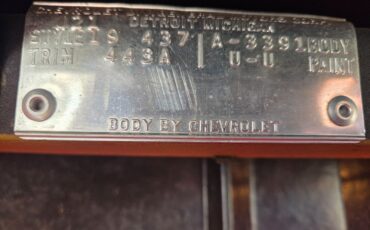 DETROIT MICHIGAN
STYLE 19 437 A-3391 BODY
TRIM 443A U-U PAINT
BODY BY CHEVROLET